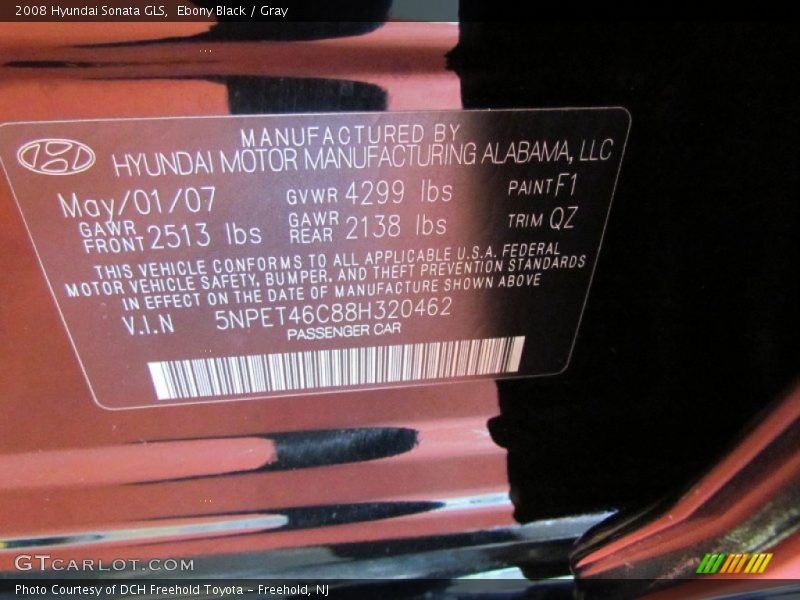 2008 Hyundai Sonata GLS, Ebony Black / Gray
MANUFACTURED BY
HYUNDAI MOTOR MANUFACTURING ALABAMA, LLC
May/01/07 GVWR 4299 lbs PAINT F1
GAWR FRONT 2513 lbs GAWR REAR 2138 lbs TRIM QZ
THIS VEHICLE CONFORMS TO ALL APPLICABLE U.S.A. FEDERAL
MOTOR VEHICLE SAFETY, BUMPER, AND THEFT PREVENTION STANDARDS
IN EFFECT ON THE DATE OF MANUFACTURE SHOWN ABOVE
V.I.N 5NPET46C88H320462
PASSENGER CAR
GTCARLOT.COM
Photo Courtesy of DCH Freehold Toyota - Freehold, NJ